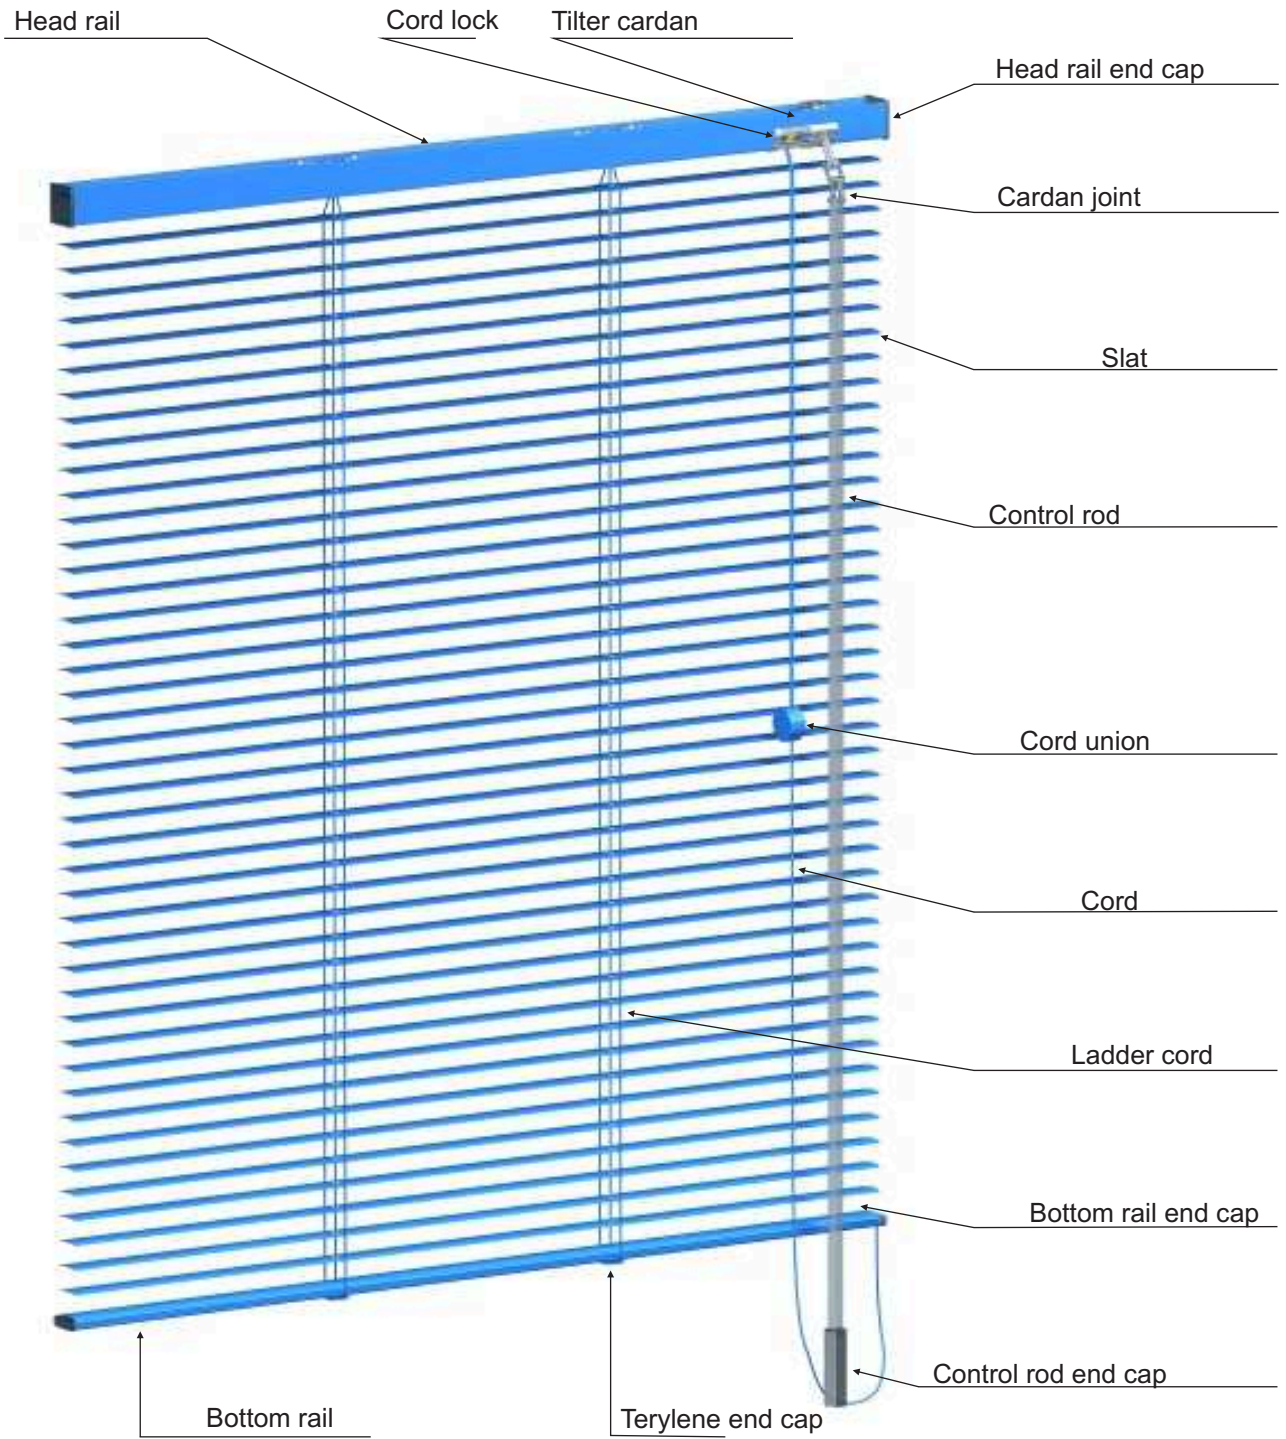 Head rail
Cord lock
Tilter cardan
Head rail end cap
Cardan joint
Slat
Control rod
Cord union
Cord
Ladder cord
Bottom rail end cap
Control rod end cap
Bottom rail
Terylene end cap